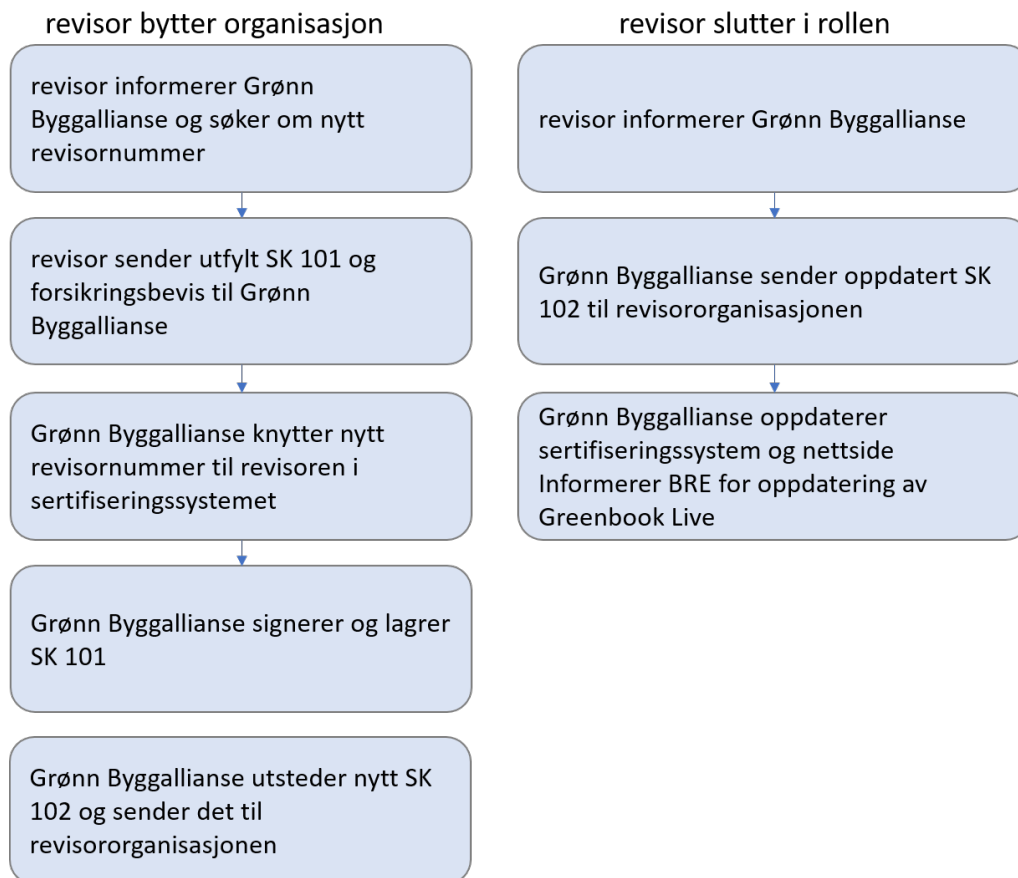 revisor bytter organisasjon
revisor informerer Grønn
Byggallianse og søker om nytt
revisornummer
revisor sender utfylt SK 101 og
forsikringsbevis til Grønn
Byggallianse
Grønn Byggallianse knytter nytt
revisornummer til revisoren i
sertifiseringssystemet
Grønn Byggallianse signerer og lagrer
SK 101
Grønn Byggallianse utsteder nytt SK
102 og sender det til
revisororganisasjonen
revisor slutter i rollen
revisor informerer Grønn Byggallianse
Grønn Byggallianse sender oppdatert SK
102 til revisororganisasjonen
Grønn Byggallianse oppdaterer
sertifiseringssystem og nettside
Informerer BRE for oppdatering av
Greenbook Live